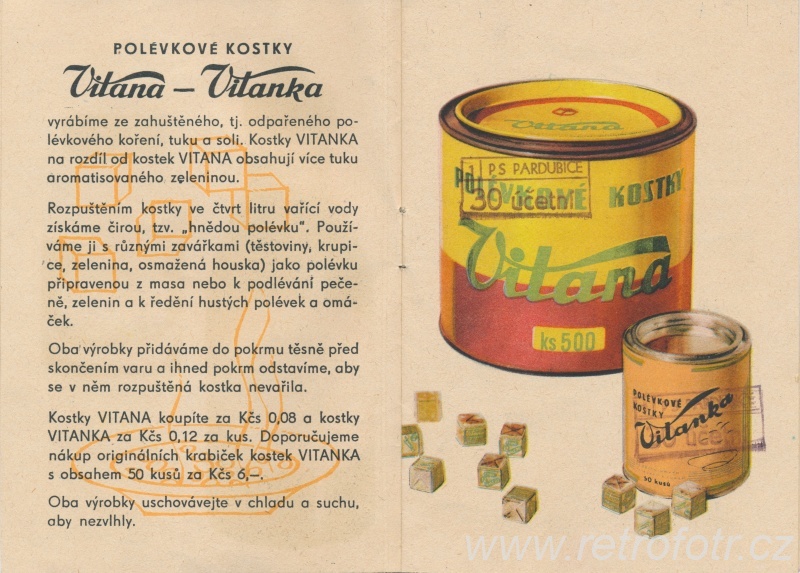 POLÉVKOVÉ KOSTKY
Vitana – Vitanka
vyrábíme ze zahuštěného, tj. odpařeného po-
lévkového koření, tuku a soli. Kostky VITANKA
na rozdíl od kostek VITANA obsahují více tuku
aromatisovaného zeleninou.
Rozpuštěním kostky ve čtvrt litru vařící vody
získáme čirou, tzv. „hnědou polévku". Použí-
váme ji s různými zavářkami (těstoviny, krupi-
ce, zelenina, osmažená houska) jako polévku
připravenou z masa nebo k podlévání peče-
ně, zelenin a k ředění hustých polévek a omá-
ček.
Oba výrobky přidáváme do pokrmu těsně před
skončením varu a ihned pokrm odstavíme, aby
se v něm rozpuštěná kostka nevařila.
Kostky VITANA koupíte za Kčs 0,08 a kostky
VITANKA za Kčs 0,12 za kus. Doporučujeme
nákup originálních krabiček kostek VITANKA
s obsahem 50 kusů za Kčs 6,–.
Oba výrobky uschovávejte v chladu a suchu,
aby nezvlhly.
Vitana
PS PARDUBICE
30 účetní
POLÉVKOVÉ KOSTKY
Vitana
ks 500
POLÉVKOVÉ
KOSTKY
Vitanka
účetní
50 kusů
www.retrofotr.cz